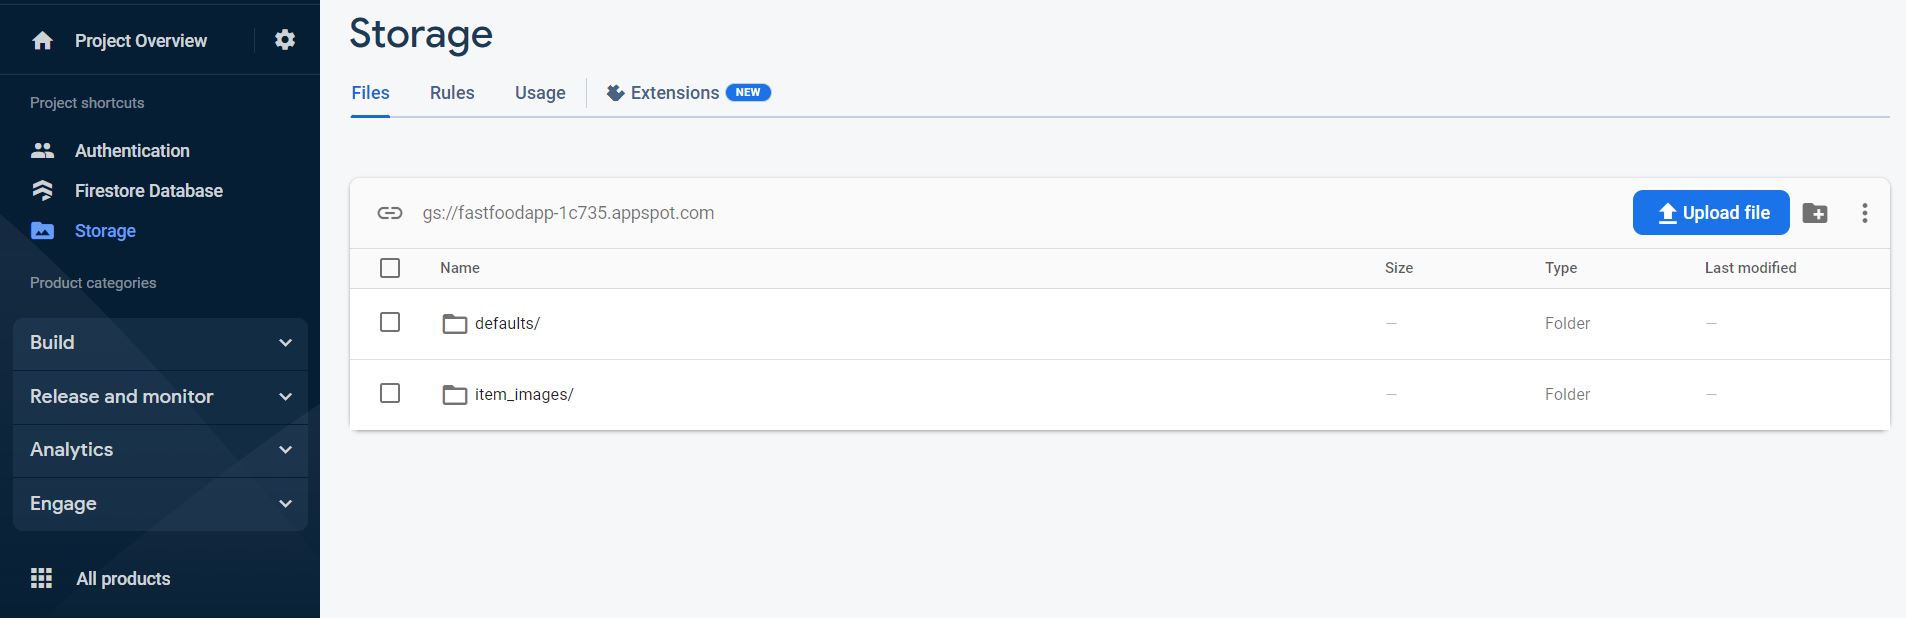 Project Overview
Project shortcuts
Authentication
Firestore Database
Storage
Product categories
Build
Release and monitor
Analytics
Engage
All products
Storage
Files Rules Usage Extensions NEW
gs://fastfoodapp-1c735.appspot.com Upload file
Name Size Type Last modified
defaults/ — Folder —
item_images/ — Folder —